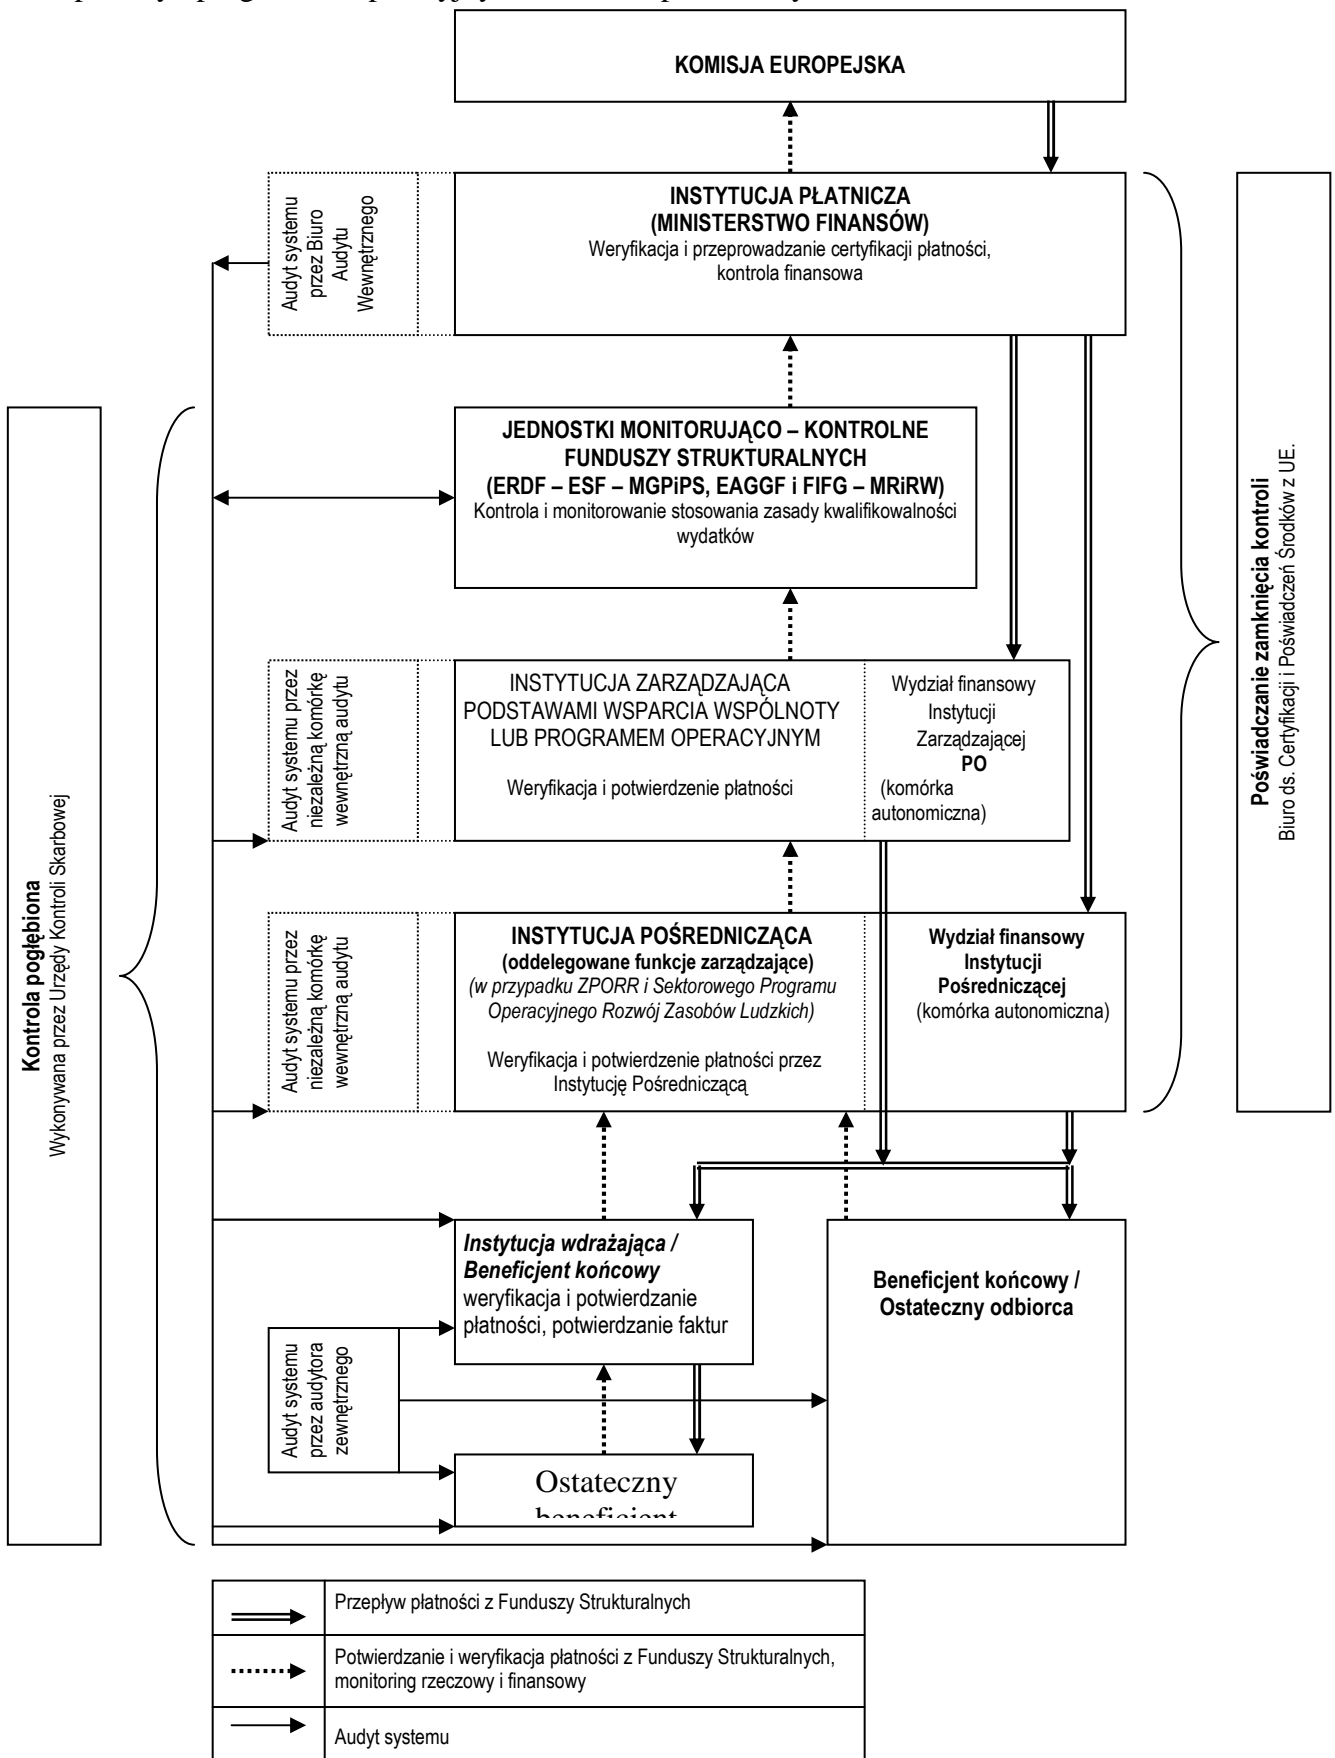 KOMISJA EUROPEJSKA
Audyt systemu
przez Biuro
Audytu
Wewnętrznego
INSTYTUCJA PŁATNICZA
(MINISTERSTWO FINANSÓW)
Weryfikacja i przeprowadzanie certyfikacji płatności,
kontrola finansowa
JEDNOSTKI MONITORUJĄCO – KONTROLNE
FUNDUSZY STRUKTURALNYCH
(ERDF – ESF – MGPiPS, EAGGF i FIFG – MRiRW)
Kontrola i monitorowanie stosowania zasady kwalifikowalności
wydatków
Poświadczanie zamknięcia kontroli
Biuro ds. Certyfikacji i Poświadczeń Środków z UE.
Kontrola pogłębiona
Wykonywana przez Urzędy Kontroli Skarbowej
Audyt systemu przez
niezależną komórkę
wewnętrzną audytu
INSTYTUCJA ZARZĄDZAJĄCA
PODSTAWAMI WSPARCIA WSPÓLNOTY
LUB PROGRAMEM OPERACYJNYM
Weryfikacja i potwierdzenie płatności
Wydział finansowy
Instytucji
Zarządzającej
PO
(komórka
autonomiczna)
Audyt systemu przez
niezależną komórkę
wewnętrzną audytu
INSTYTUCJA POŚREDNICZĄCA
(oddelegowane funkcje zarządzające)
(w przypadku ZPORR i Sektorowego Programu
Operacyjnego Rozwój Zasobów Ludzkich)
Weryfikacja i potwierdzenie płatności przez
Instytucję Pośredniczącą
Wydział finansowy
Instytucji
Pośredniczącej
(komórka autonomiczna)
Instytucja wdrażająca /
Beneficjent końcowy
weryfikacja i potwierdzanie
płatności, potwierdzanie faktur
Beneficjent końcowy /
Ostateczny odbiorca
Audyt systemu
przez audytora
zewnętrznego
Ostateczny
beneficjent
Przepływ płatności z Funduszy Strukturalnych
Potwierdzanie i weryfikacja płatności z Funduszy Strukturalnych,
monitoring rzeczowy i finansowy
Audyt systemu